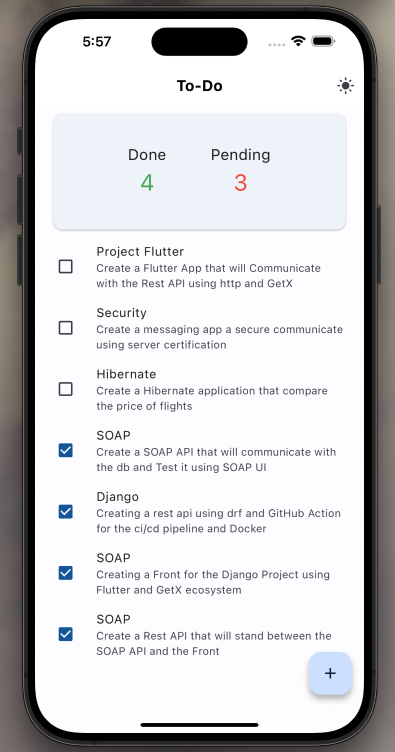 5:57
To-Do
Done
Pending
4
3
Project Flutter
Create a Flutter App that will Communicate
with the Rest API using http and GetX
Security
Create a messaging app a secure communicate
using server certification
Hibernate
Create a Hibernate application that compare
the price of flights
SOAP
Create a SOAP API that will communicate with
the db and Test it using SOAP UI
Django
Creating a rest api using drf and GitHub Action
for the ci/cd pipeline and Docker
SOAP
Creating a Front for the Django Project using
Flutter and GetX ecosystem
SOAP
Create a Rest API that will stand between the
SOAP API and the Front
+